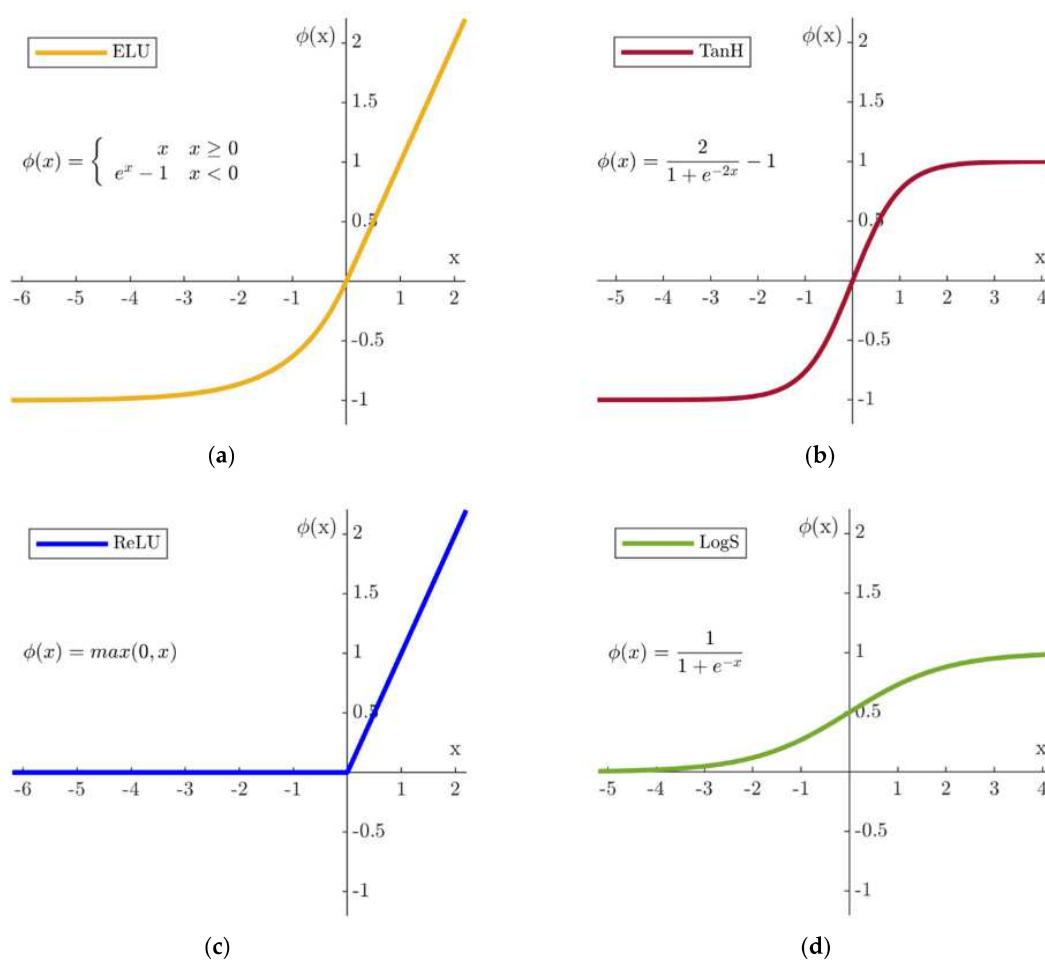 ϕ(x)
2
ELU
1.5
ϕ(x) = { x x ≥ 0
e^x − 1 x < 0
1
0.5
x
-6 -5 -4 -3 -2 -1 1 2
-0.5
-1
(a)
ϕ(x)
2
TanH
1.5
ϕ(x) = 2 / (1 + e^{−2x}) − 1
1
0.5
x
-5 -4 -3 -2 -1 1 2 3 4
-0.5
-1
(b)
ϕ(x)
2
ReLU
1.5
ϕ(x) = max(0, x)
1
0.5
x
-6 -5 -4 -3 -2 -1 1 2
-0.5
-1
(c)
ϕ(x)
2
LogS
1.5
ϕ(x) = 1 / (1 + e^{−x})
1
0.5
x
-5 -4 -3 -2 -1 1 2 3 4
-0.5
-1
(d)